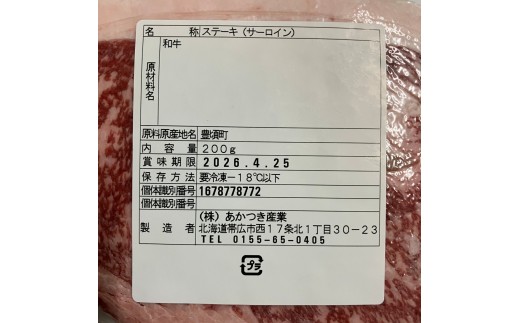 名 称 ステーキ（サーロイン）
原材料名 和牛
原料原産地名 豊頃町
内容量 200g
賞味期限 2026.4.25
保存方法 要冷凍－18℃以下
個体識別番号 1678778772
個体識別番号
製造者 （株）あかつき産業
北海道帯広市西17条北1丁目30－23
TEL 0155-65-0405
プラ